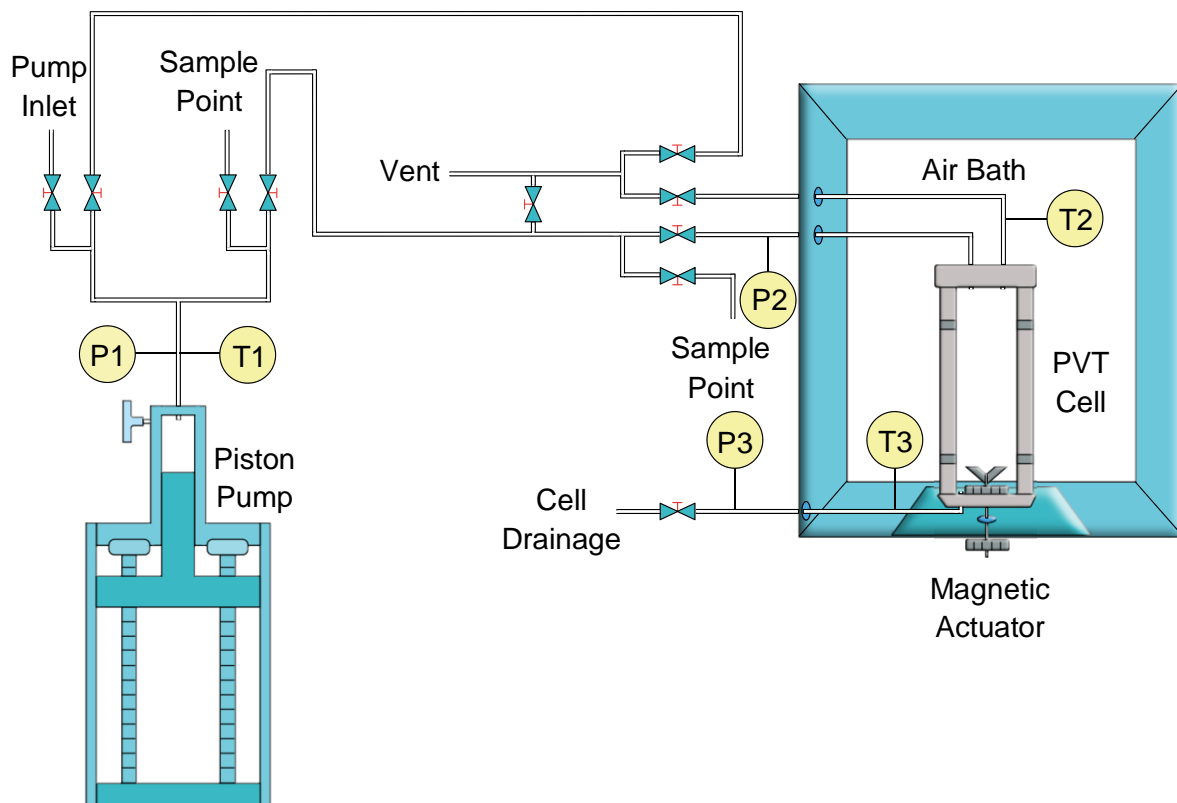 Pump
Inlet
Sample
Point
Vent
Air Bath
T2
P2
Sample
Point
P1
T1
PVT
Cell
P3
T3
Piston
Pump
Cell
Drainage
Magnetic
Actuator